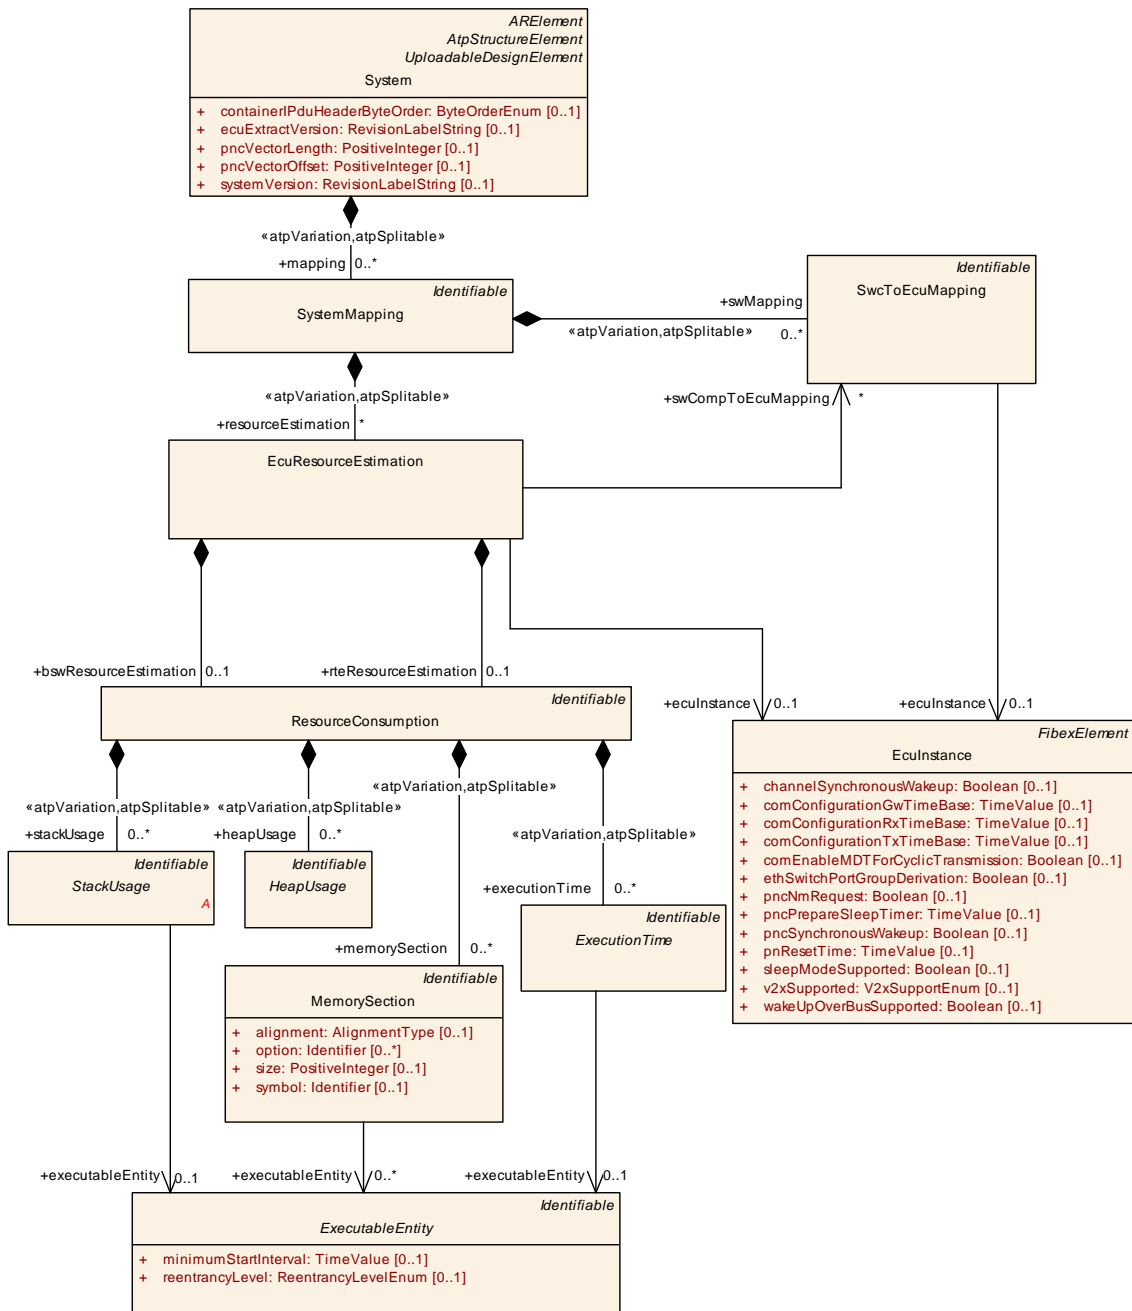 ARElement
AtpStructureElement
UploadableDesignElement
System
+ containerIPduHeaderByteOrder: ByteOrderEnum [0..1]
+ ecuExtractVersion: RevisionLabelString [0..1]
+ pncVectorLength: PositiveInteger [0..1]
+ pncVectorOffset: PositiveInteger [0..1]
+ systemVersion: RevisionLabelString [0..1]
«atpVariation,atpSplitable»
+mapping 0..*
Identifiable
SystemMapping
Identifiable
SwcToEcuMapping
+swMapping
«atpVariation,atpSplitable» 0..*
«atpVariation,atpSplitable»
+resourceEstimation *
+swCompToEcuMapping *
EcuResourceEstimation
+bswResourceEstimation 0..1
+rteResourceEstimation 0..1
Identifiable
ResourceConsumption
+ecuInstance 0..1
+ecuInstance 0..1
FibexElement
EcuInstance
+ channelSynchronousWakeup: Boolean [0..1]
+ comConfigurationGwTimeBase: TimeValue [0..1]
+ comConfigurationRxTimeBase: TimeValue [0..1]
+ comConfigurationTxTimeBase: TimeValue [0..1]
+ comEnableMDTForCyclicTransmission: Boolean [0..1]
+ ethSwitchPortGroupDerivation: Boolean [0..1]
+ pncNmRequest: Boolean [0..1]
+ pncPrepareSleepTimer: TimeValue [0..1]
+ pncSynchronousWakeup: Boolean [0..1]
+ pnResetTime: TimeValue [0..1]
+ sleepModeSupported: Boolean [0..1]
+ v2xSupported: V2xSupportEnum [0..1]
+ wakeUpOverBusSupported: Boolean [0..1]
«atpVariation,atpSplitable»
+stackUsage 0..*
«atpVariation,atpSplitable»
+heapUsage 0..*
«atpVariation,atpSplitable»
+memorySection 0..*
«atpVariation,atpSplitable»
+executionTime 0..*
Identifiable
StackUsage
A
Identifiable
HeapUsage
Identifiable
ExecutionTime
Identifiable
MemorySection
+ alignment: AlignmentType [0..1]
+ option: Identifier [0..*]
+ size: PositiveInteger [0..1]
+ symbol: Identifier [0..1]
+executableEntity 0..1
+executableEntity 0..*
+executableEntity 0..1
Identifiable
ExecutableEntity
+ minimumStartInterval: TimeValue [0..1]
+ reentrancyLevel: ReentrancyLevelEnum [0..1]